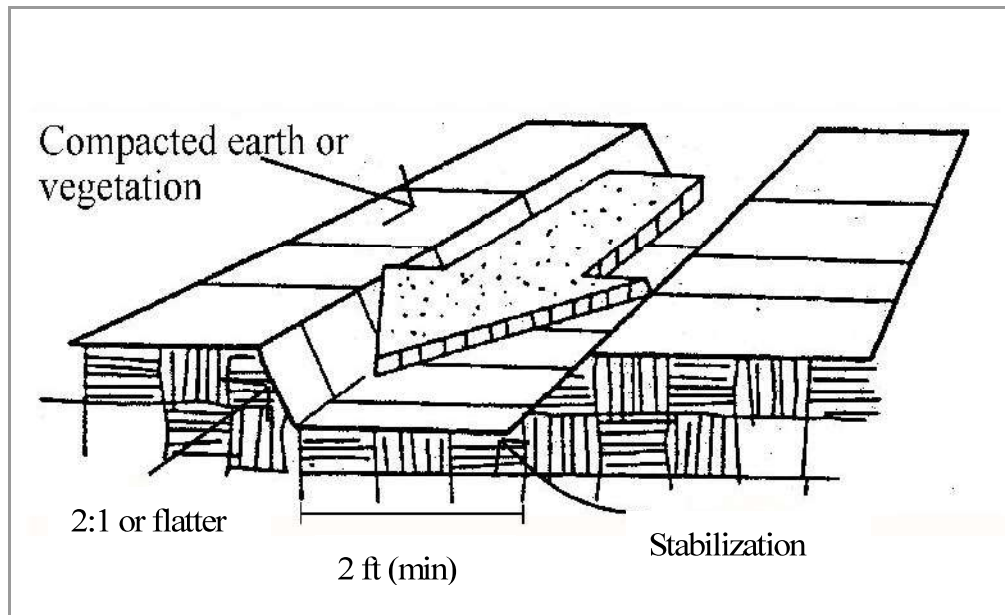 Compacted earth or
vegetation
2:1 or flatter
2 ft (min)
Stabilization